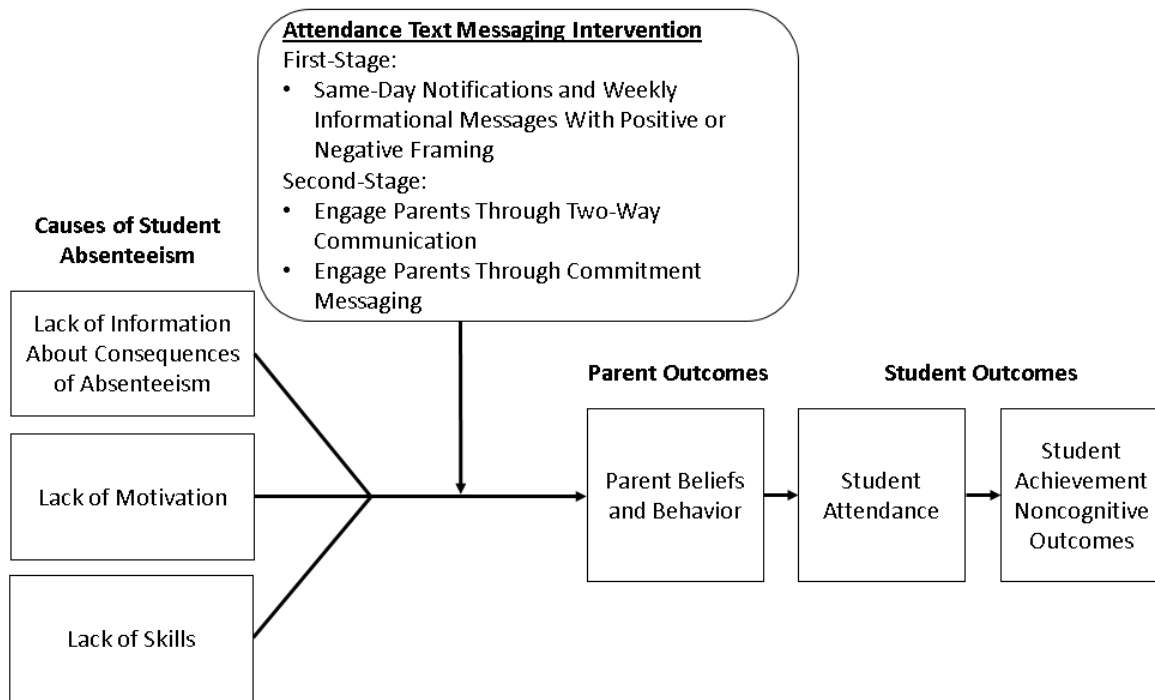 Attendance Text Messaging Intervention
First-Stage:
• Same-Day Notifications and Weekly
Informational Messages With Positive or
Negative Framing
Second-Stage:
• Engage Parents Through Two-Way
Communication
• Engage Parents Through Commitment
Messaging
Causes of Student
Absenteeism
Lack of Information
About Consequences
of Absenteeism
Lack of Motivation
Lack of Skills
Parent Outcomes
Parent Beliefs
and Behavior
Student Outcomes
Student
Attendance
Student
Achievement
Noncognitive
Outcomes